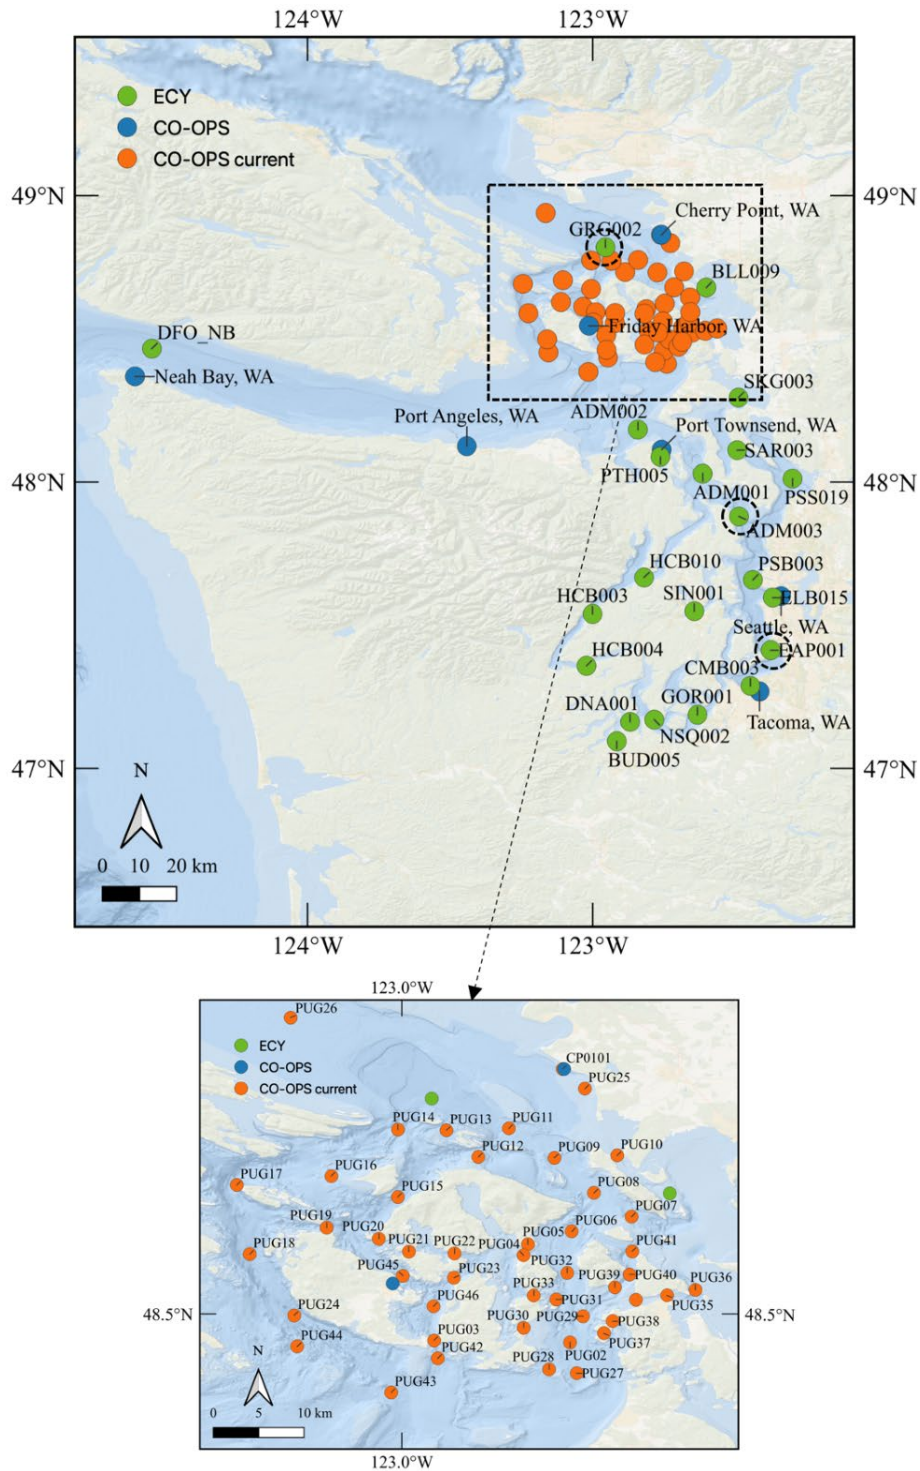 124°W 123°W
ECY
CO-OPS
CO-OPS current
49°N 49°N
Cherry Point, WA
GRG002
BLL009
Friday Harbor, WA
DFO_NB
Neah Bay, WA
SKG003
ADM002
Port Angeles, WA
Port Townsend, WA
SAR003
PTH005
48°N 48°N
ADM001
PSS019
ADM003
HCB010
PSB003
HCB003
SIN001
ELB015
Seattle, WA
HCB004
EAP001
CMB003
DNA001
GOR001
Tacoma, WA
NSQ002
BUD005
47°N 47°N
N
0 10 20 km
124°W 123°W
123.0°W
PUG26
ECY
CO-OPS
CO-OPS current
CP0101
PUG25
PUG14
PUG13
PUG11
PUG12
PUG09
PUG10
PUG17
PUG16
PUG15
PUG08
PUG07
PUG19
PUG20
PUG06
PUG05
PUG04
PUG21
PUG22
PUG41
PUG18
PUG32
PUG45
PUG23
PUG39
PUG40
PUG36
PUG33
PUG46
PUG31
PUG35
PUG24
PUG30
PUG29
48.5°N 48.5°N
PUG38
PUG44
PUG03
PUG37
PUG42
PUG02
PUG28
PUG27
PUG43
N
0 5 10 km
123.0°W